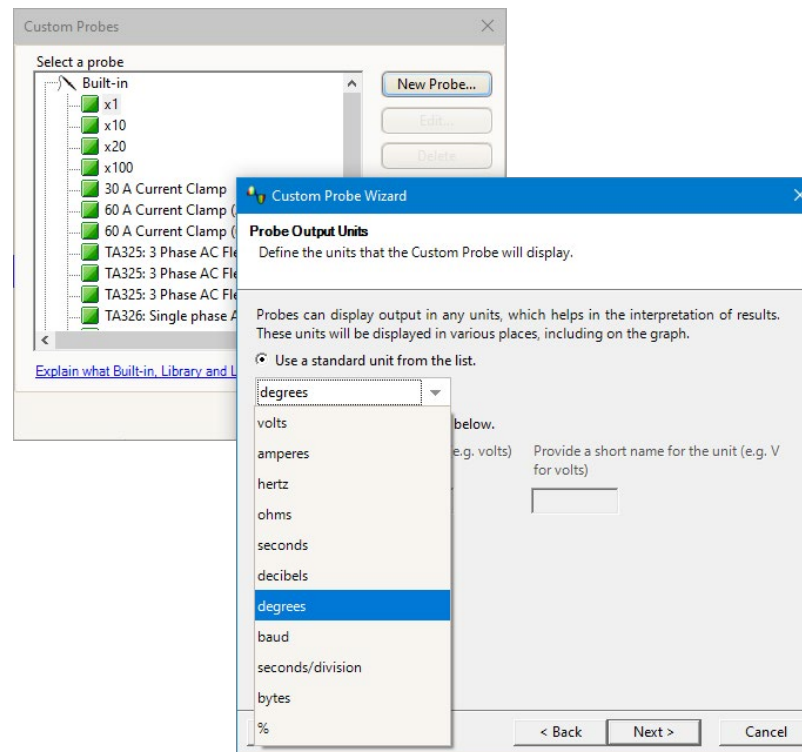 Custom Probes
Select a probe
Built-in
x1
x10
x20
x100
30 A Current Clamp
60 A Current Clamp (
60 A Current Clamp (
TA325: 3 Phase AC Fle
TA325: 3 Phase AC Fle
TA325: 3 Phase AC Fle
TA326: Single phase A
New Probe...
Edit...
Delete
Explain what Built-in, Library and L
Custom Probe Wizard
Probe Output Units
Define the units that the Custom Probe will display.
Probes can display output in any units, which helps in the interpretation of results.
These units will be displayed in various places, including on the graph.
Use a standard unit from the list.
degrees
below.
e.g. volts)
Provide a short name for the unit (e.g. V
for volts)
volts
amperes
hertz
ohms
seconds
decibels
degrees
baud
seconds/division
bytes
%
< Back
Next >
Cancel